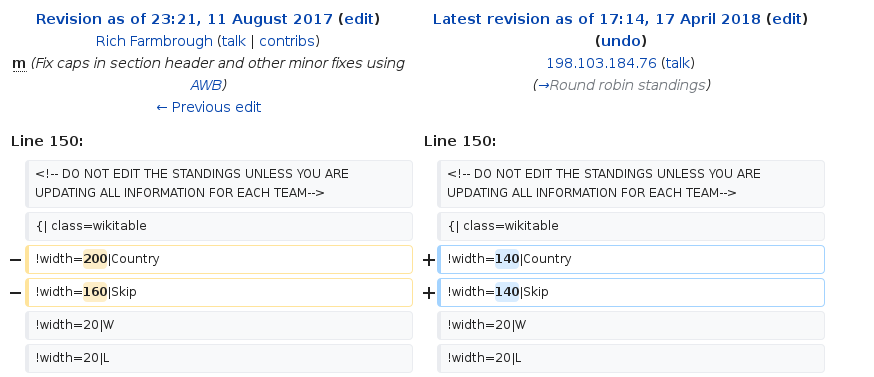 Revision as of 23:21, 11 August 2017 (edit)
Rich Farmbrough (talk | contribs)
m (Fix caps in section header and other minor fixes using
AWB)
← Previous edit
Latest revision as of 17:14, 17 April 2018 (edit)
(undo)
198.103.184.76 (talk)
(→Round robin standings)
Line 150:
Line 150:
<!-- DO NOT EDIT THE STANDINGS UNLESS YOU ARE
UPDATING ALL INFORMATION FOR EACH TEAM-->
<!-- DO NOT EDIT THE STANDINGS UNLESS YOU ARE
UPDATING ALL INFORMATION FOR EACH TEAM-->
{| class=wikitable
{| class=wikitable
− !width=200|Country
+ !width=140|Country
− !width=160|Skip
+ !width=140|Skip
!width=20|W
!width=20|W
!width=20|L
!width=20|L